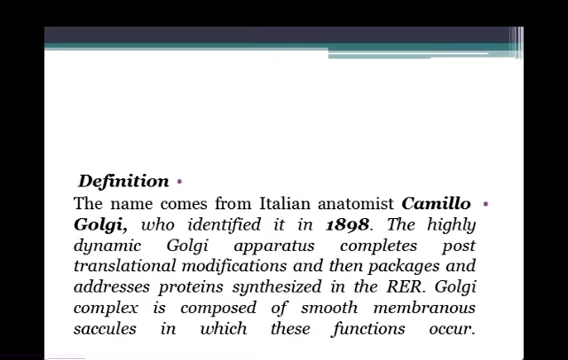 Definition •
The name comes from Italian anatomist Camillo •
Golgi, who identified it in 1898. The highly
dynamic Golgi apparatus completes post
translational modifications and then packages and
addresses proteins synthesized in the RER. Golgi
complex is composed of smooth membranous
saccules in which these functions occur.